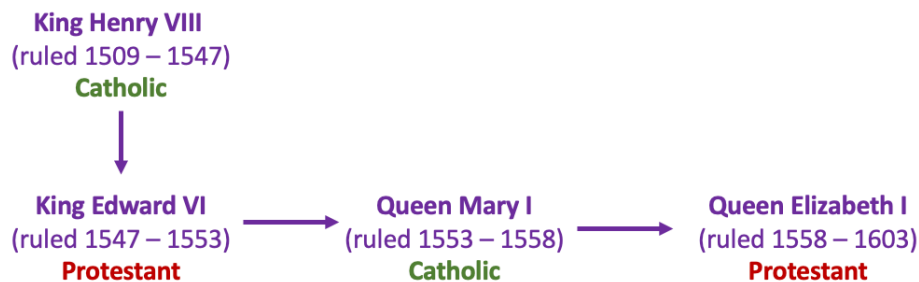 King Henry VIII
(ruled 1509 – 1547)
Catholic
King Edward VI
(ruled 1547 – 1553)
Protestant
Queen Mary I
(ruled 1553 – 1558)
Catholic
Queen Elizabeth I
(ruled 1558 – 1603)
Protestant